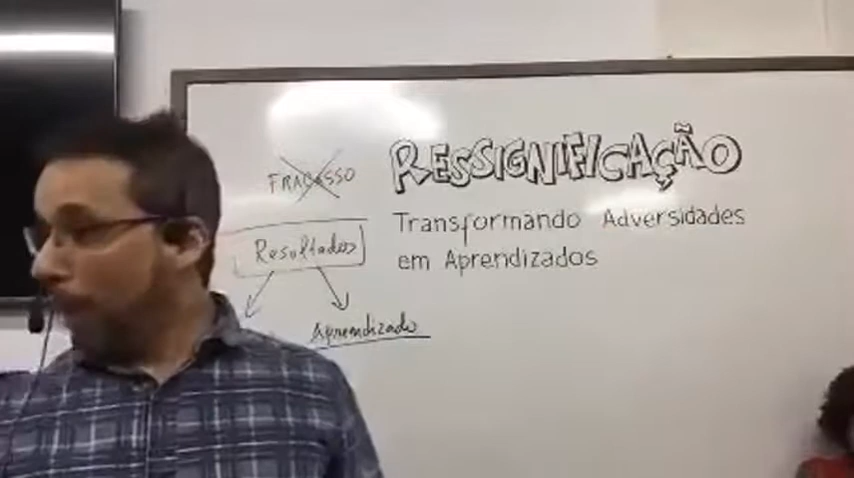 RESSIGNIFICAÇÃO
Transformando Adversidades
em Aprendizados
FRACASSO
Resultados
Aprendizado